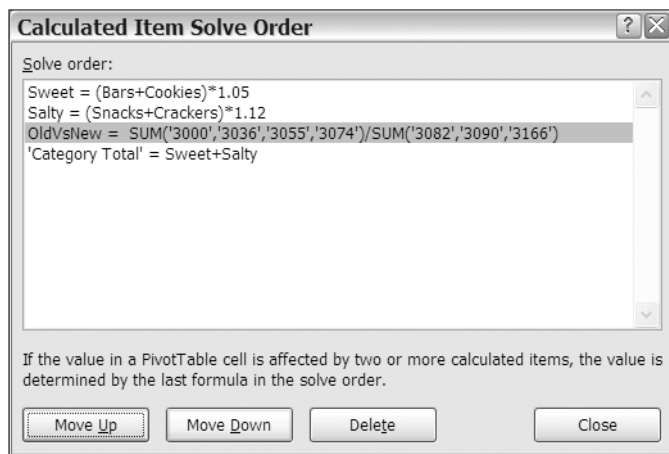 Calculated Item Solve Order
?
Solve order:
Sweet = (Bars+Cookies)*1.05
Salty = (Snacks+Crackers)*1.12
OldVsNew = SUM('3000','3036','3055','3074')/SUM('3082','3090','3166')
'Category Total' = Sweet+Salty
If the value in a PivotTable cell is affected by two or more calculated items, the value is
determined by the last formula in the solve order.
Move Up Move Down Delete Close